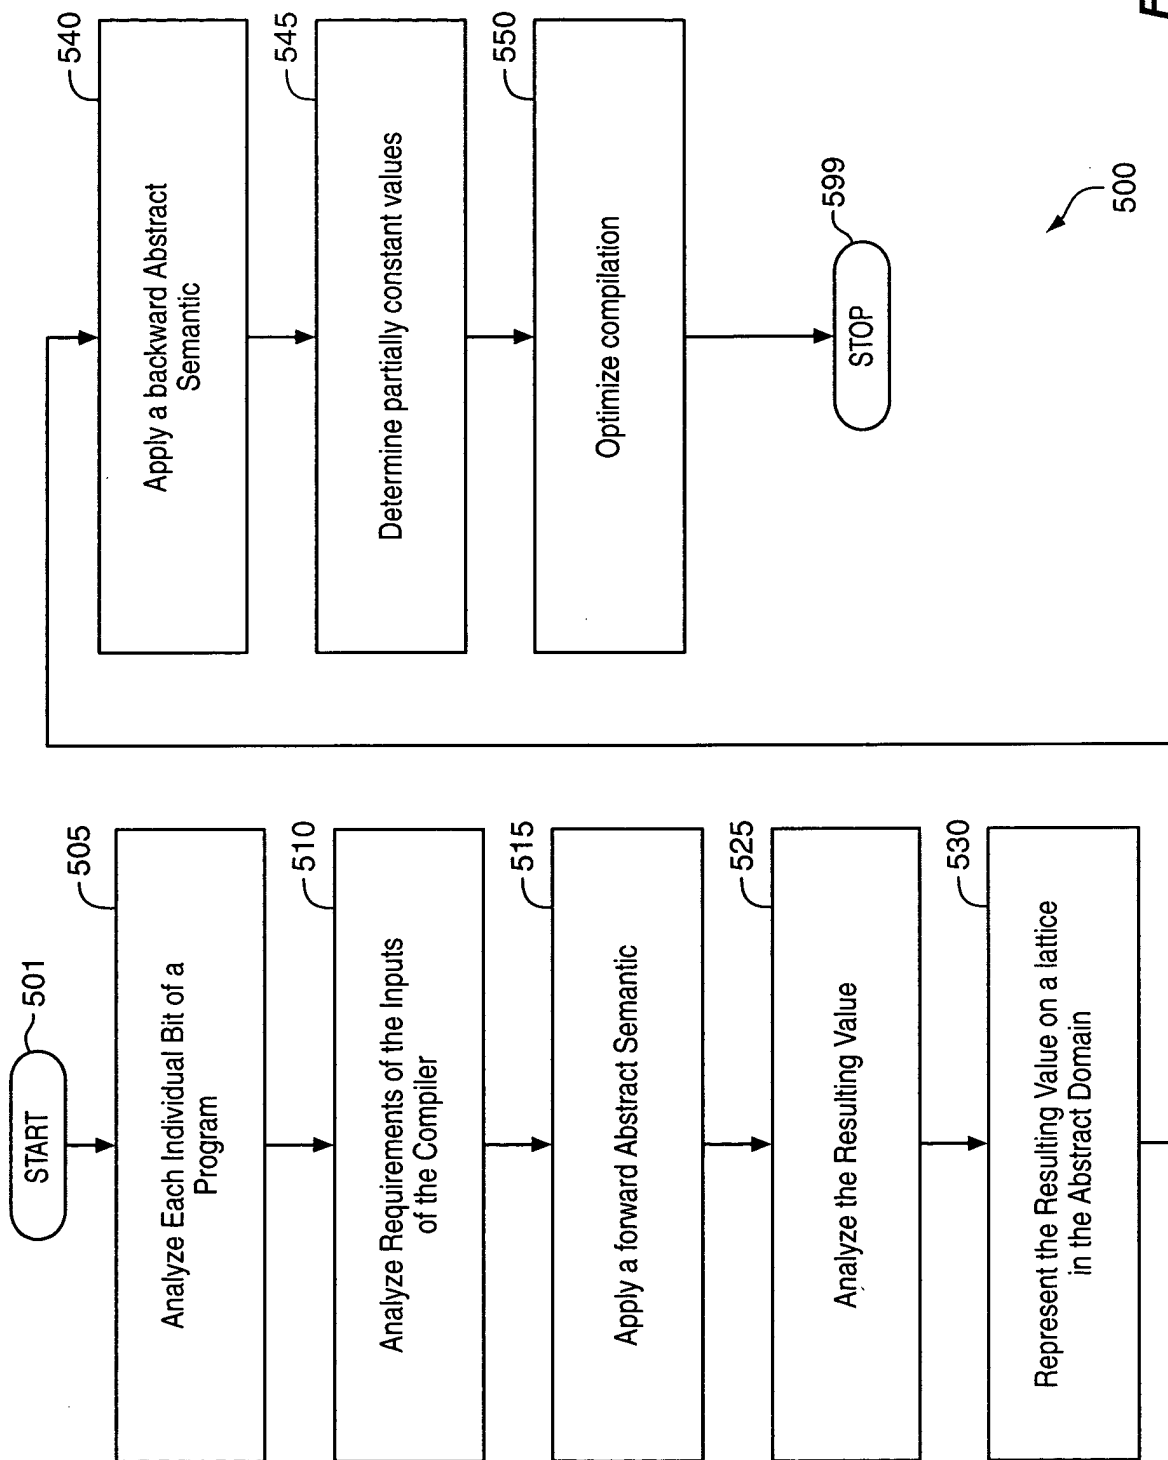 START
501
505
Analyze Each Individual Bit of a
Program
510
Analyze Requirements of the Inputs
of the Compiler
515
Apply a forward Abstract Semantic
525
Analyze the Resulting Value
530
Represent the Resulting Value on a lattice
in the Abstract Domain
540
Apply a backward Abstract
Semantic
545
Determine partially constant values
550
Optimize compilation
599
STOP
500